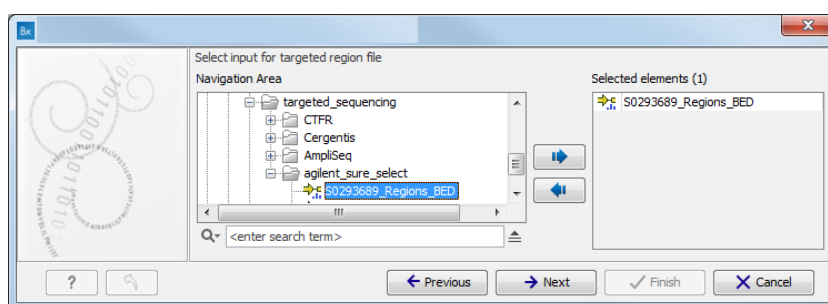 Bx
Select input for targeted region file
Navigation Area
targeted_sequencing
CTFR
Cergentis
AmpliSeq
agilent_sure_select
S0293689_Regions_BED
<enter search term>
Selected elements (1)
S0293689_Regions_BED
?
Previous
Next
Finish
Cancel